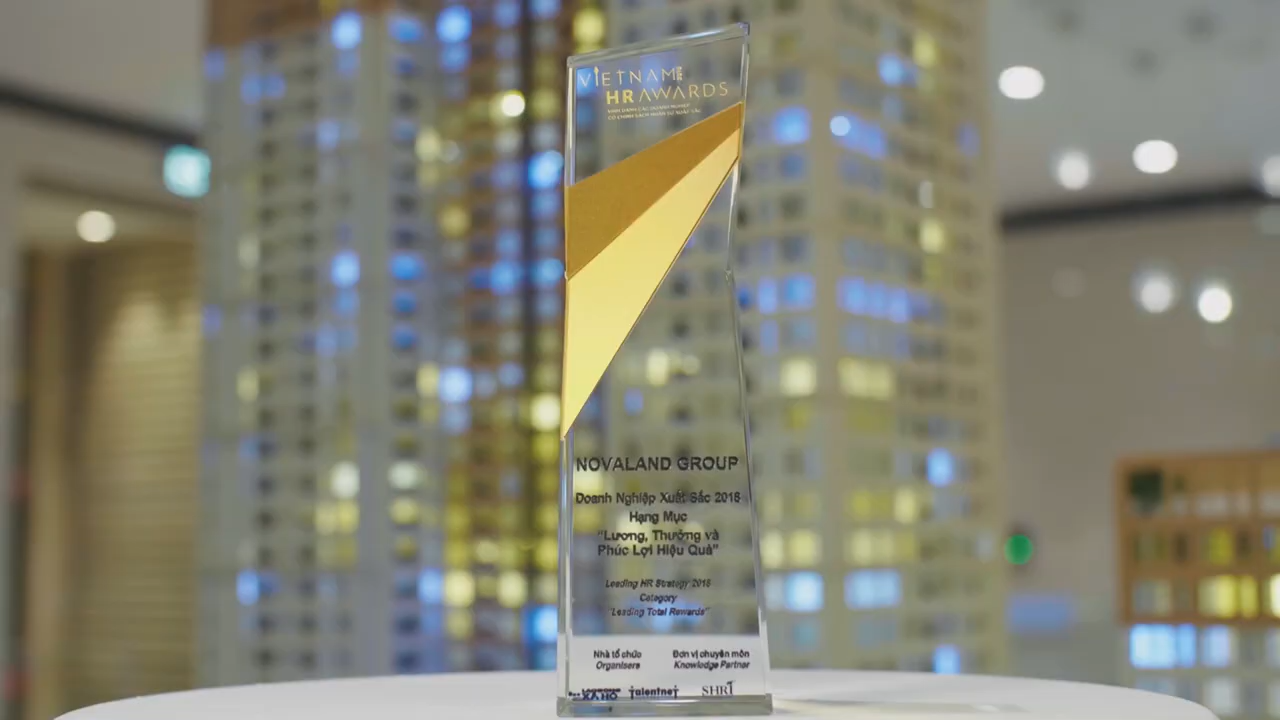 VIETNAM
HR AWARDS
NOVALAND GROUP
Doanh Nghiệp Xuất Sắc 2018
Hạng Mục
"Lương, Thưởng và
Phúc Lợi Hiệu Quả"
Leading HR Strategy 2018
Category
"Leading Total Rewards"
Nhà tổ chức Đơn vị chuyên môn
Organisers Knowledge Partner
XÃ HỘ Talentnet SHRI